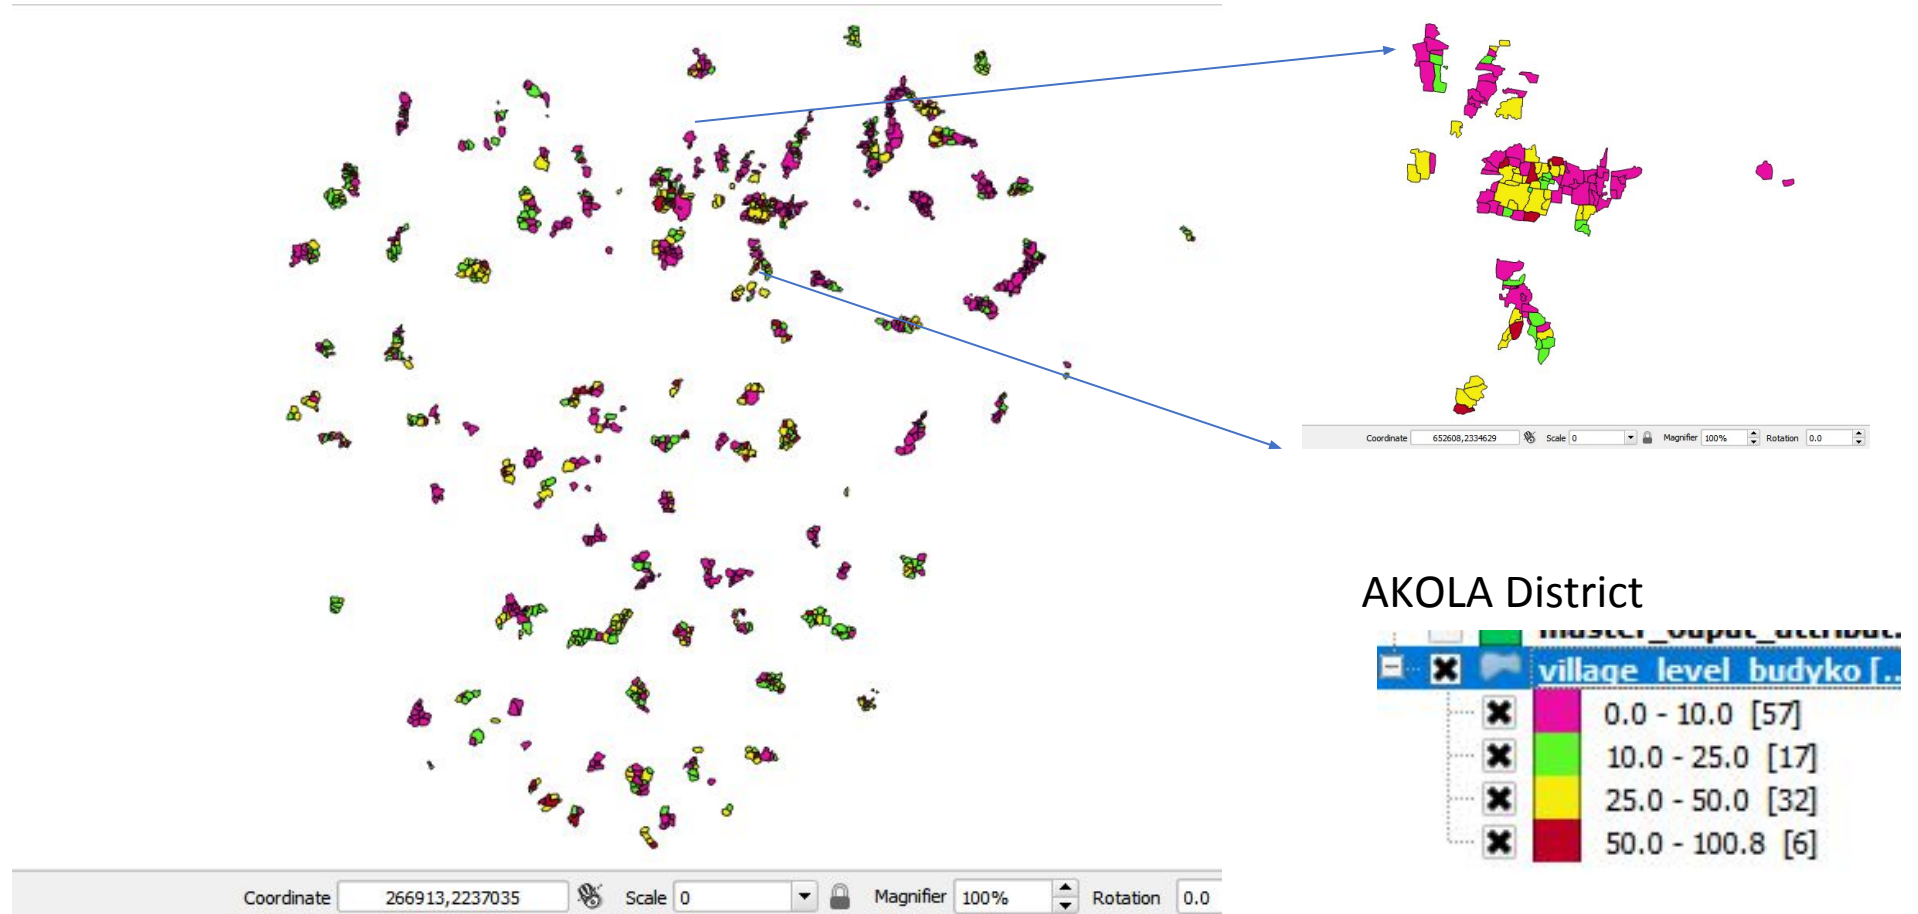 Coordinate 652608,2334629 Scale 0 Magnifier 100% Rotation 0.0
AKOLA District
village_level_budyko [..
0.0 - 10.0 [57]
10.0 - 25.0 [17]
25.0 - 50.0 [32]
50.0 - 100.8 [6]
Coordinate 266913,2237035 Scale 0 Magnifier 100% Rotation 0.0